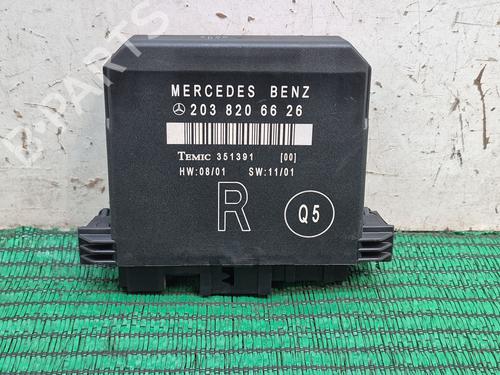 MERCEDES BENZ
203 820 66 26
TEMIC 351391 [00]
HW:08/01 SW:11/01
R
Q5
B-PARTS